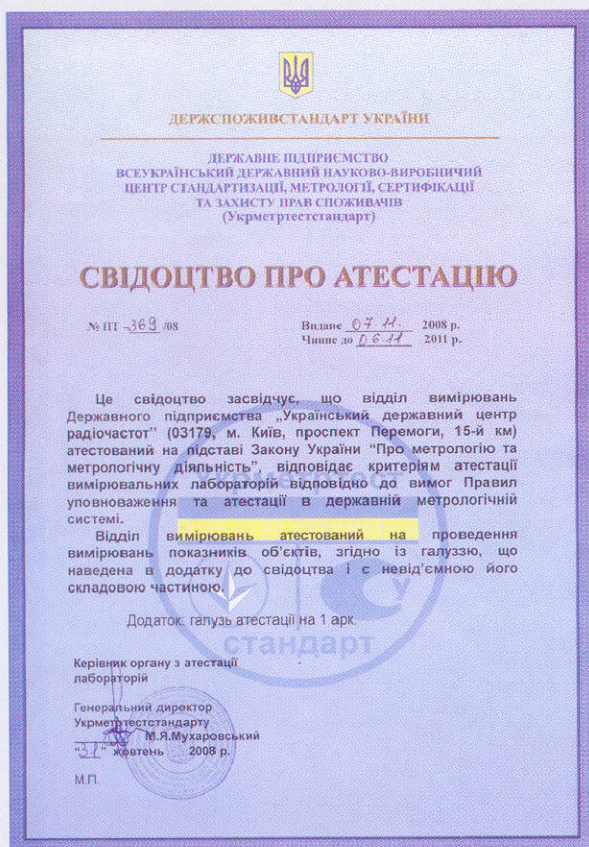 ДЕРЖСПОЖИВСТАНДАРТ УКРАЇНИ
ДЕРЖАВНЕ ПІДПРИЄМСТВО
ВСЕУКРАЇНСЬКИЙ ДЕРЖАВНИЙ НАУКОВО-ВИРОБНИЧИЙ
ЦЕНТР СТАНДАРТИЗАЦІЇ, МЕТРОЛОГІЇ, СЕРТИФІКАЦІЇ
ТА ЗАХИСТУ ПРАВ СПОЖИВАЧІВ
(Укрметртестстандарт)
СВІДОЦТВО ПРО АТЕСТАЦІЮ
№ ПТ -369 /08 Видане 07.11. 2008 р.
Чинне до 06.11 2011 р.
Це свідоцтво засвідчує, що відділ вимірювань
Державного підприємства „Український державний центр
радіочастот” (03179, м. Київ, проспект Перемоги, 15-й км)
атестований на підставі Закону України “Про метрологію та
метрологічну діяльність”, відповідає критеріям атестації
вимірювальних лабораторій відповідно до вимог Правил
уповноваження та атестації в державній метрологічній
системі.
Відділ вимірювань атестований на проведення
вимірювань показників об’єктів, згідно із галуззю, що
наведена в додатку до свідоцтва і є невід’ємною його
складовою частиною.
Додаток: галузь атестації на 1 арк.
стандарт
Керівник органу з атестації
лабораторій
Генеральний директор
Укрметртестстандарту
М.Я.Мухаровський
“31” жовтень 2008 р.
М.П.